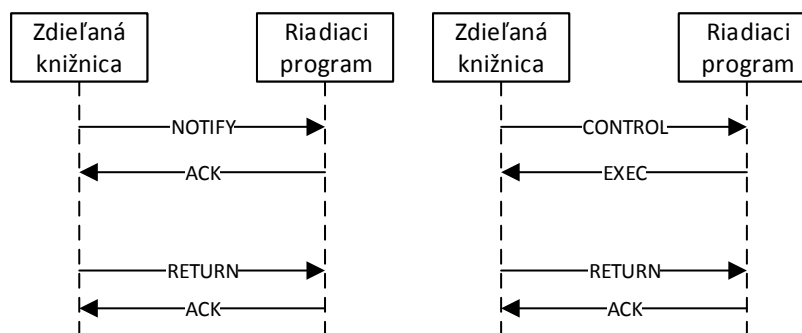 Zdieľaná
knižnica
Riadiaci
program
NOTIFY
ACK
RETURN
ACK
Zdieľaná
knižnica
Riadiaci
program
CONTROL
EXEC
RETURN
ACK